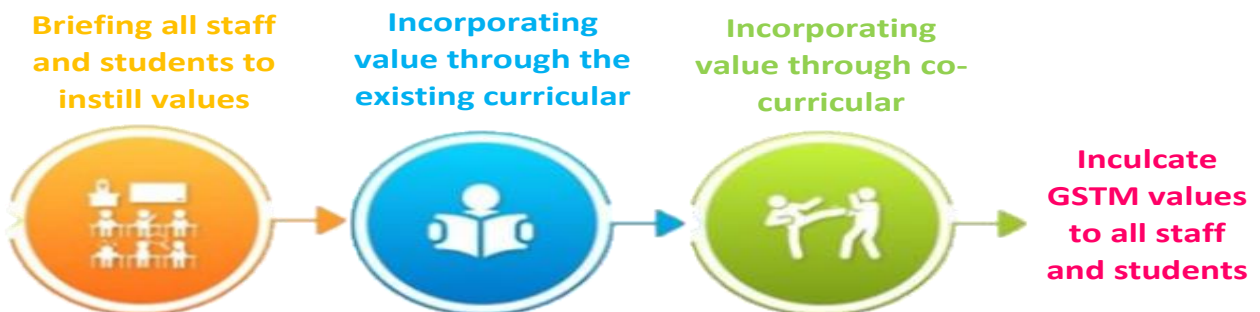 Briefing all staff
and students to
instill values
Incorporating
value through the
existing curricular
Incorporating
value through co-
curricular
Inculcate
GSTM values
to all staff
and students